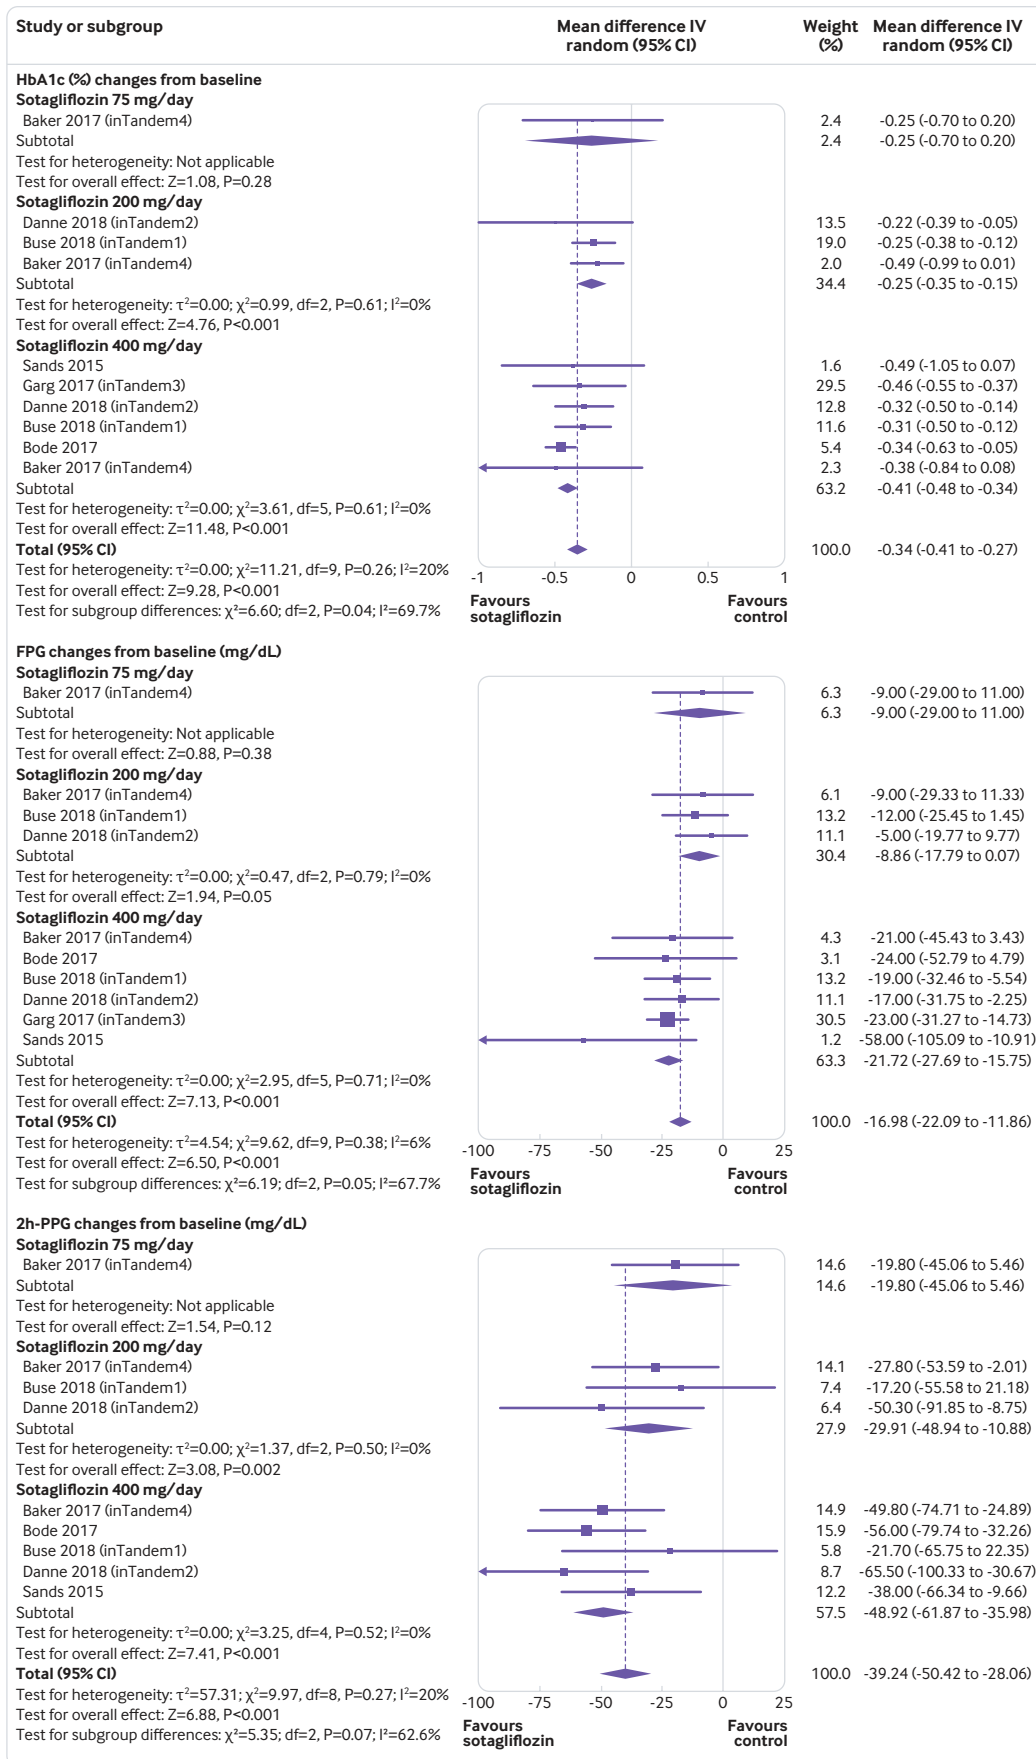 Study or subgroup Mean difference IV random (95% CI) Weight (%) Mean difference IV random (95% CI)
HbA1c (%) changes from baseline
Sotagliflozin 75 mg/day
Baker 2017 (inTandem4) 2.4 -0.25 (-0.70 to 0.20)
Subtotal 2.4 -0.25 (-0.70 to 0.20)
Test for heterogeneity: Not applicable
Test for overall effect: Z=1.08, P=0.28
Sotagliflozin 200 mg/day
Danne 2018 (inTandem2) 13.5 -0.22 (-0.39 to -0.05)
Buse 2018 (inTandem1) 19.0 -0.25 (-0.38 to -0.12)
Baker 2017 (inTandem4) 2.0 -0.49 (-0.99 to 0.01)
Subtotal 34.4 -0.25 (-0.35 to -0.15)
Test for heterogeneity: τ²=0.00; χ²=0.99, df=2, P=0.61; I²=0%
Test for overall effect: Z=4.76, P<0.001
Sotagliflozin 400 mg/day
Sands 2015 1.6 -0.49 (-1.05 to 0.07)
Garg 2017 (inTandem3) 29.5 -0.46 (-0.55 to -0.37)
Danne 2018 (inTandem2) 12.8 -0.32 (-0.50 to -0.14)
Buse 2018 (inTandem1) 11.6 -0.31 (-0.50 to -0.12)
Bode 2017 5.4 -0.34 (-0.63 to -0.05)
Baker 2017 (inTandem4) 2.3 -0.38 (-0.84 to 0.08)
Subtotal 63.2 -0.41 (-0.48 to -0.34)
Test for heterogeneity: τ²=0.00; χ²=3.61, df=5, P=0.61; I²=0%
Test for overall effect: Z=11.48, P<0.001
Total (95% CI) 100.0 -0.34 (-0.41 to -0.27)
Test for heterogeneity: τ²=0.00; χ²=11.21, df=9, P=0.26; I²=20%
Test for overall effect: Z=9.28, P<0.001
Test for subgroup differences: χ²=6.60; df=2, P=0.04; I²=69.7%
-1 -0.5 0 0.5 1
Favours sotagliflozin Favours control
FPG changes from baseline (mg/dL)
Sotagliflozin 75 mg/day
Baker 2017 (inTandem4) 6.3 -9.00 (-29.00 to 11.00)
Subtotal 6.3 -9.00 (-29.00 to 11.00)
Test for heterogeneity: Not applicable
Test for overall effect: Z=0.88, P=0.38
Sotagliflozin 200 mg/day
Baker 2017 (inTandem4) 6.1 -9.00 (-29.33 to 11.33)
Buse 2018 (inTandem1) 13.2 -12.00 (-25.45 to 1.45)
Danne 2018 (inTandem2) 11.1 -5.00 (-19.77 to 9.77)
Subtotal 30.4 -8.86 (-17.79 to 0.07)
Test for heterogeneity: τ²=0.00; χ²=0.47, df=2, P=0.79; I²=0%
Test for overall effect: Z=1.94, P=0.05
Sotagliflozin 400 mg/day
Baker 2017 (inTandem4) 4.3 -21.00 (-45.43 to 3.43)
Bode 2017 3.1 -24.00 (-52.79 to 4.79)
Buse 2018 (inTandem1) 13.2 -19.00 (-32.46 to -5.54)
Danne 2018 (inTandem2) 11.1 -17.00 (-31.75 to -2.25)
Garg 2017 (inTandem3) 30.5 -23.00 (-31.27 to -14.73)
Sands 2015 1.2 -58.00 (-105.09 to -10.91)
Subtotal 63.3 -21.72 (-27.69 to -15.75)
Test for heterogeneity: τ²=0.00; χ²=2.95, df=5, P=0.71; I²=0%
Test for overall effect: Z=7.13, P<0.001
Total (95% CI) 100.0 -16.98 (-22.09 to -11.86)
Test for heterogeneity: τ²=4.54; χ²=9.62, df=9, P=0.38; I²=6%
Test for overall effect: Z=6.50, P<0.001
Test for subgroup differences: χ²=6.19; df=2, P=0.05; I²=67.7%
-100 -75 -50 -25 0 25
Favours sotagliflozin Favours control
2h-PPG changes from baseline (mg/dL)
Sotagliflozin 75 mg/day
Baker 2017 (inTandem4) 14.6 -19.80 (-45.06 to 5.46)
Subtotal 14.6 -19.80 (-45.06 to 5.46)
Test for heterogeneity: Not applicable
Test for overall effect: Z=1.54, P=0.12
Sotagliflozin 200 mg/day
Baker 2017 (inTandem4) 14.1 -27.80 (-53.59 to -2.01)
Buse 2018 (inTandem1) 7.4 -17.20 (-55.58 to 21.18)
Danne 2018 (inTandem2) 6.4 -50.30 (-91.85 to -8.75)
Subtotal 27.9 -29.91 (-48.94 to -10.88)
Test for heterogeneity: τ²=0.00; χ²=1.37, df=2, P=0.50; I²=0%
Test for overall effect: Z=3.08, P=0.002
Sotagliflozin 400 mg/day
Baker 2017 (inTandem4) 14.9 -49.80 (-74.71 to -24.89)
Bode 2017 15.9 -56.00 (-79.74 to -32.26)
Buse 2018 (inTandem1) 5.8 -21.70 (-65.75 to 22.35)
Danne 2018 (inTandem2) 8.7 -65.50 (-100.33 to -30.67)
Sands 2015 12.2 -38.00 (-66.34 to -9.66)
Subtotal 57.5 -48.92 (-61.87 to -35.98)
Test for heterogeneity: τ²=0.00; χ²=3.25, df=4, P=0.52; I²=0%
Test for overall effect: Z=7.41, P<0.001
Total (95% CI) 100.0 -39.24 (-50.42 to -28.06)
Test for heterogeneity: τ²=57.31; χ²=9.97, df=8, P=0.27; I²=20%
Test for overall effect: Z=6.88, P<0.001
Test for subgroup differences: χ²=5.35; df=2, P=0.07; I²=62.6%
-100 -75 -50 -25 0 25
Favours sotagliflozin Favours control